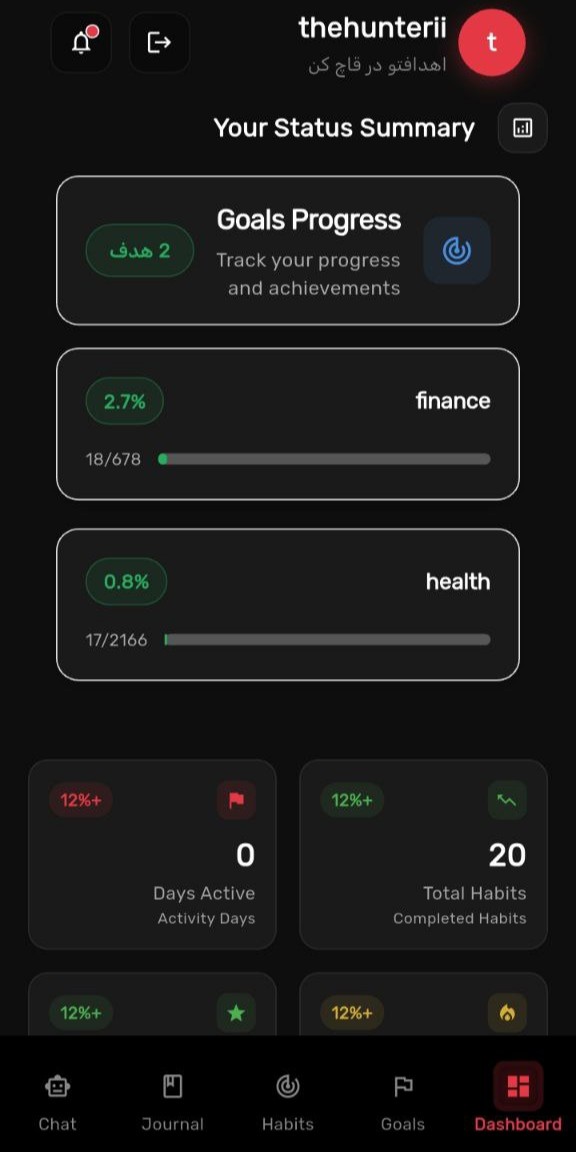 thehunterii
t
اهدافتو در قاچ کن
Your Status Summary
Goals Progress
2 هدف
Track your progress
and achievements
finance
2.7%
18/678
health
0.8%
17/2166
12%+
20
Total Habits
Completed Habits
12%+
0
Days Active
Activity Days
12%+
12%+
Chat
Journal
Habits
Goals
Dashboard